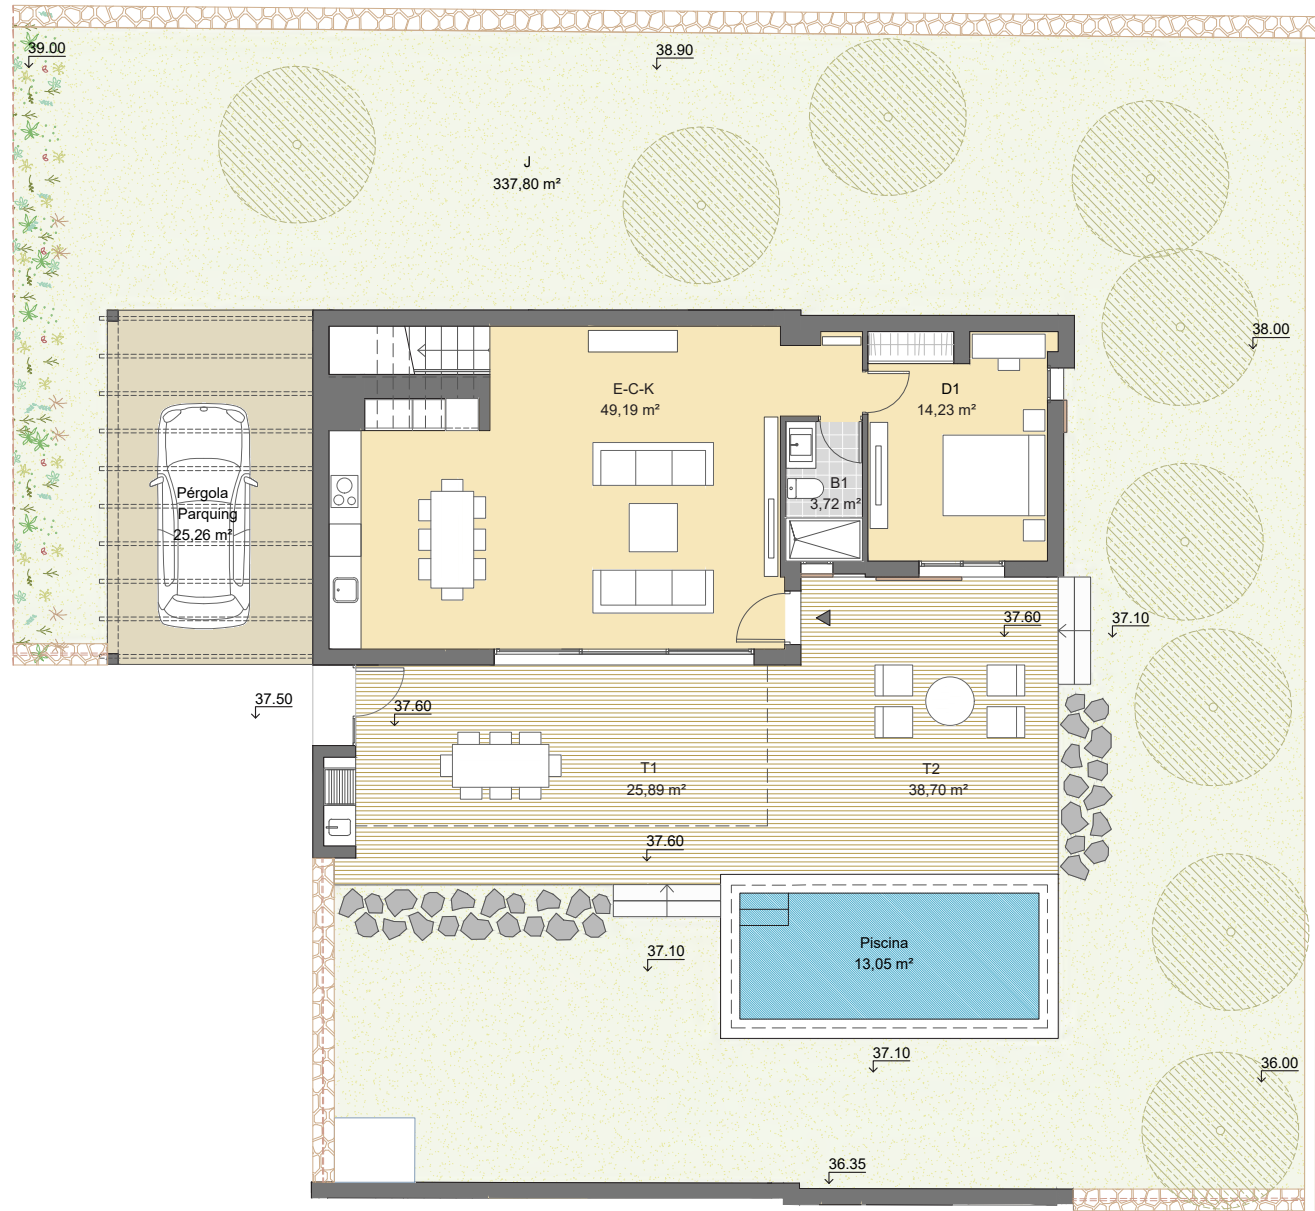 39.00
38.90
J
337,80 m²
38.00
E-C-K
49,19 m²
D1
14,23 m²
B1
3,72 m²
Pérgola
Parquing
25,26 m²
37.60
37.10
37.50
37.60
T1
25,89 m²
T2
38,70 m²
37.60
37.10
Piscina
13,05 m²
37.10
36.00
36.35